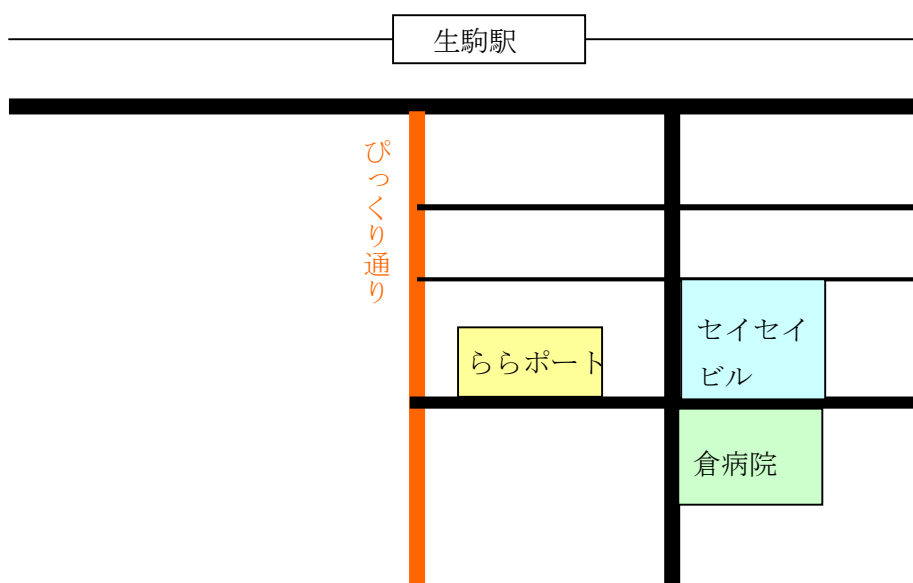 生駒駅
ぴっくり通り
ららポート
セイセイ
ビル
倉病院